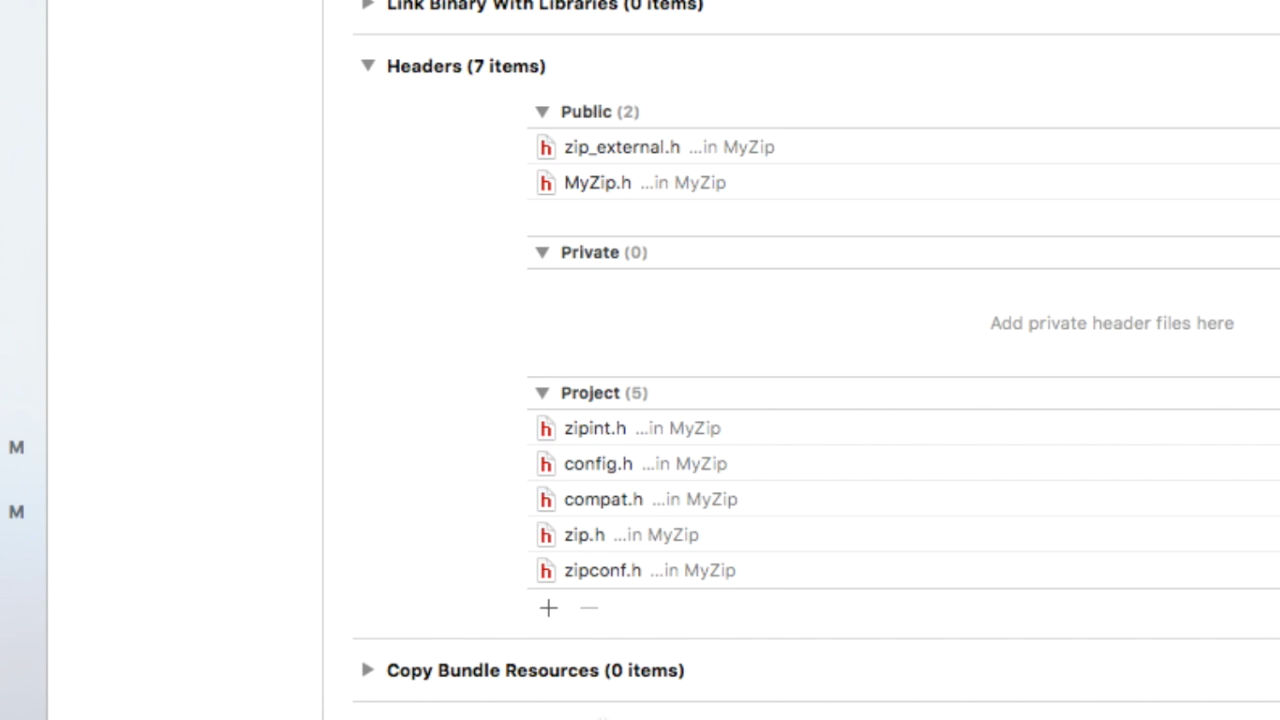 Link Binary With Libraries (0 items)
Headers (7 items)
Public (2)
zip_external.h ...in MyZip
MyZip.h ...in MyZip
Private (0)
Add private header files here
Project (5)
M
zipint.h ...in MyZip
config.h ...in MyZip
compat.h ...in MyZip
M
zip.h ...in MyZip
zipconf.h ...in MyZip
Copy Bundle Resources (0 items)